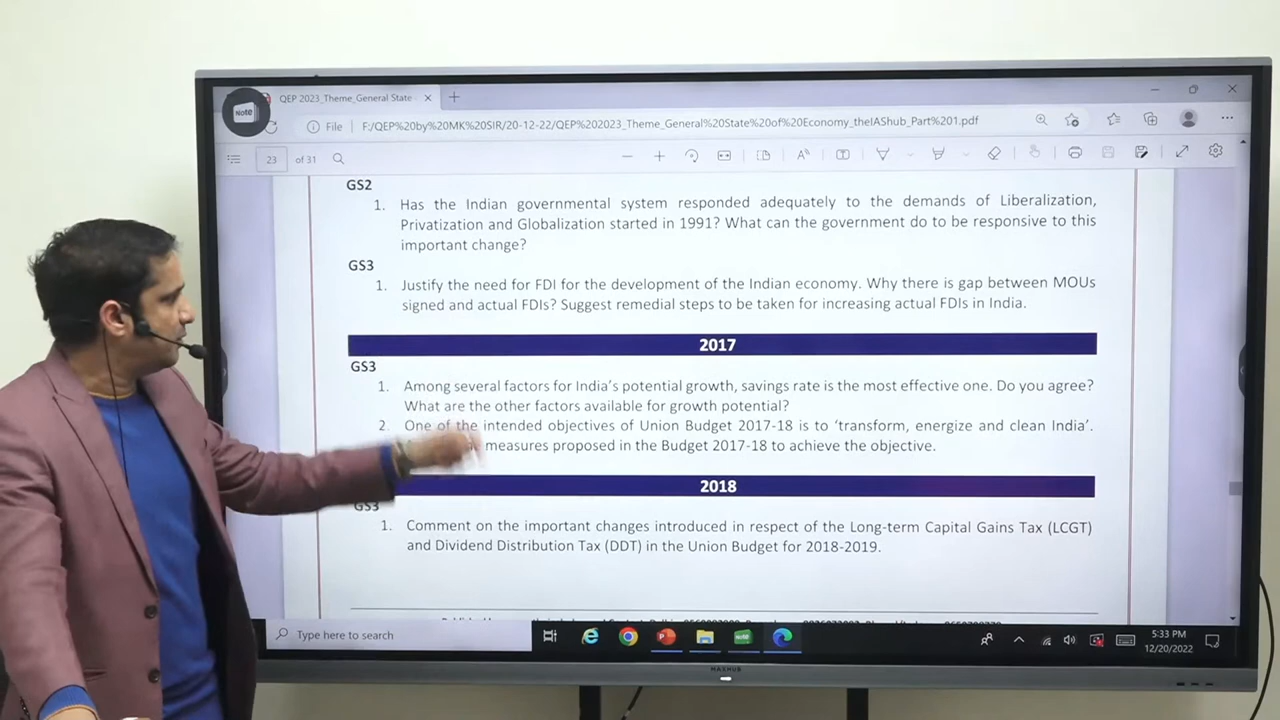 QEP 2023_Theme_General State
Note
File F:/QEP%20by%20MK%20SIR/20-12-22/QEP%202023_Theme_General%20State%20of%20Economy_theIAShub_Part%201.pdf
23 of 31
GS2
1. Has the Indian governmental system responded adequately to the demands of Liberalization,
Privatization and Globalization started in 1991? What can the government do to be responsive to this
important change?
GS3
1. Justify the need for FDI for the development of the Indian economy. Why there is gap between MOUs
signed and actual FDIs? Suggest remedial steps to be taken for increasing actual FDIs in India.
2017
GS3
1. Among several factors for India's potential growth, savings rate is the most effective one. Do you agree?
What are the other factors available for growth potential?
2. One of the intended objectives of Union Budget 2017-18 is to 'transform, energize and clean India'.
measures proposed in the Budget 2017-18 to achieve the objective.
2018
GS3
1. Comment on the important changes introduced in respect of the Long-term Capital Gains Tax (LCGT)
and Dividend Distribution Tax (DDT) in the Union Budget for 2018-2019.
Type here to search
5:33 PM
12/20/2022
MAXHUB